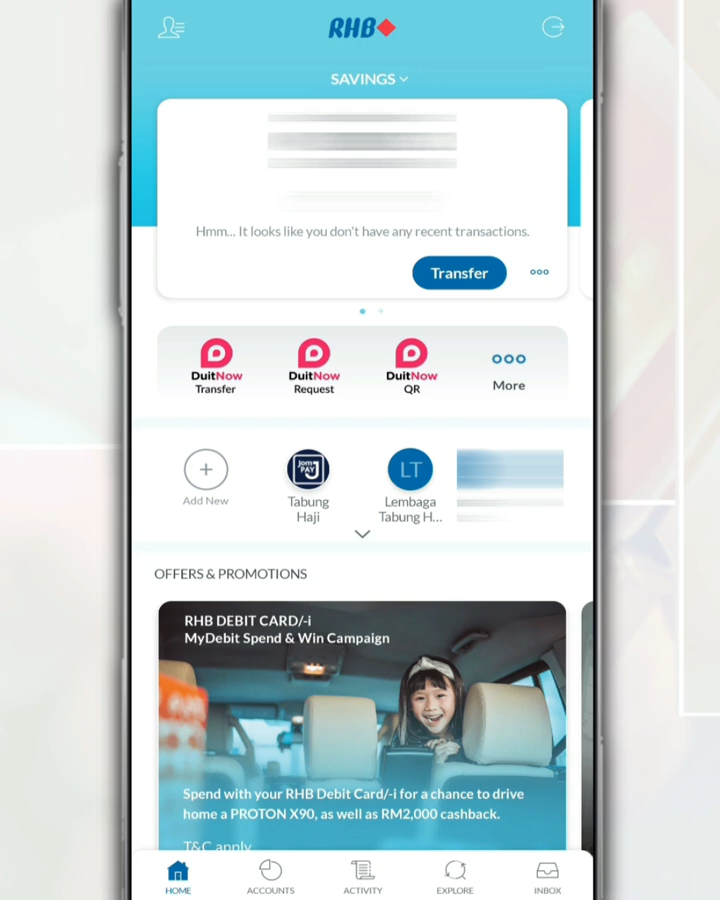 RHB
SAVINGS
Hmm... It looks like you don't have any recent transactions.
Transfer
DuitNow
Transfer
DuitNow
Request
DuitNow
QR
More
Add New
Jom
PAY
Tabung
Haji
LT
Lembaga
Tabung H...
OFFERS & PROMOTIONS
RHB DEBIT CARD/-i
MyDebit Spend & Win Campaign
Spend with your RHB Debit Card/-i for a chance to drive
home a PROTON X90, as well as RM2,000 cashback.
T&C apply
HOME
ACCOUNTS
ACTIVITY
EXPLORE
INBOX